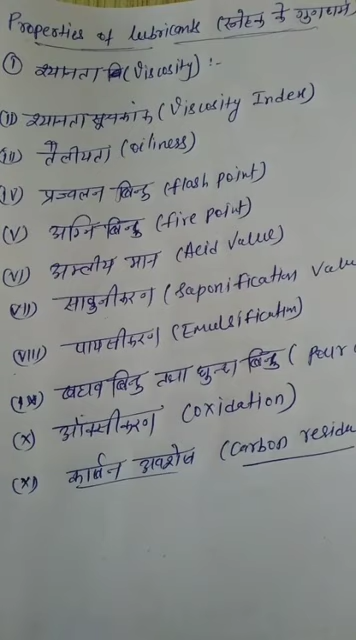 Properties of lubricants (स्नेहक के गुणधर्म
(I) श्यानता (Viscosity) :-
(II) श्यानता सूचकांक (Viscosity Index)
(III) तैलीयता (oiliness)
(IV) प्रज्वलन बिन्दु (flash point)
(V) अग्नि बिन्दु (fire point)
(VI) अम्लीय मान (Acid Value)
(VII) साबुनीकरण (Saponification Valu
(VIII) पायसीकरण (Emulsification)
(IX) बहाव बिन्दु तथा धुन्ध बिन्दु (Pour
(X) ऑक्सीकरण (oxidation)
(XI) कार्बन अवशेष (Carbon residu